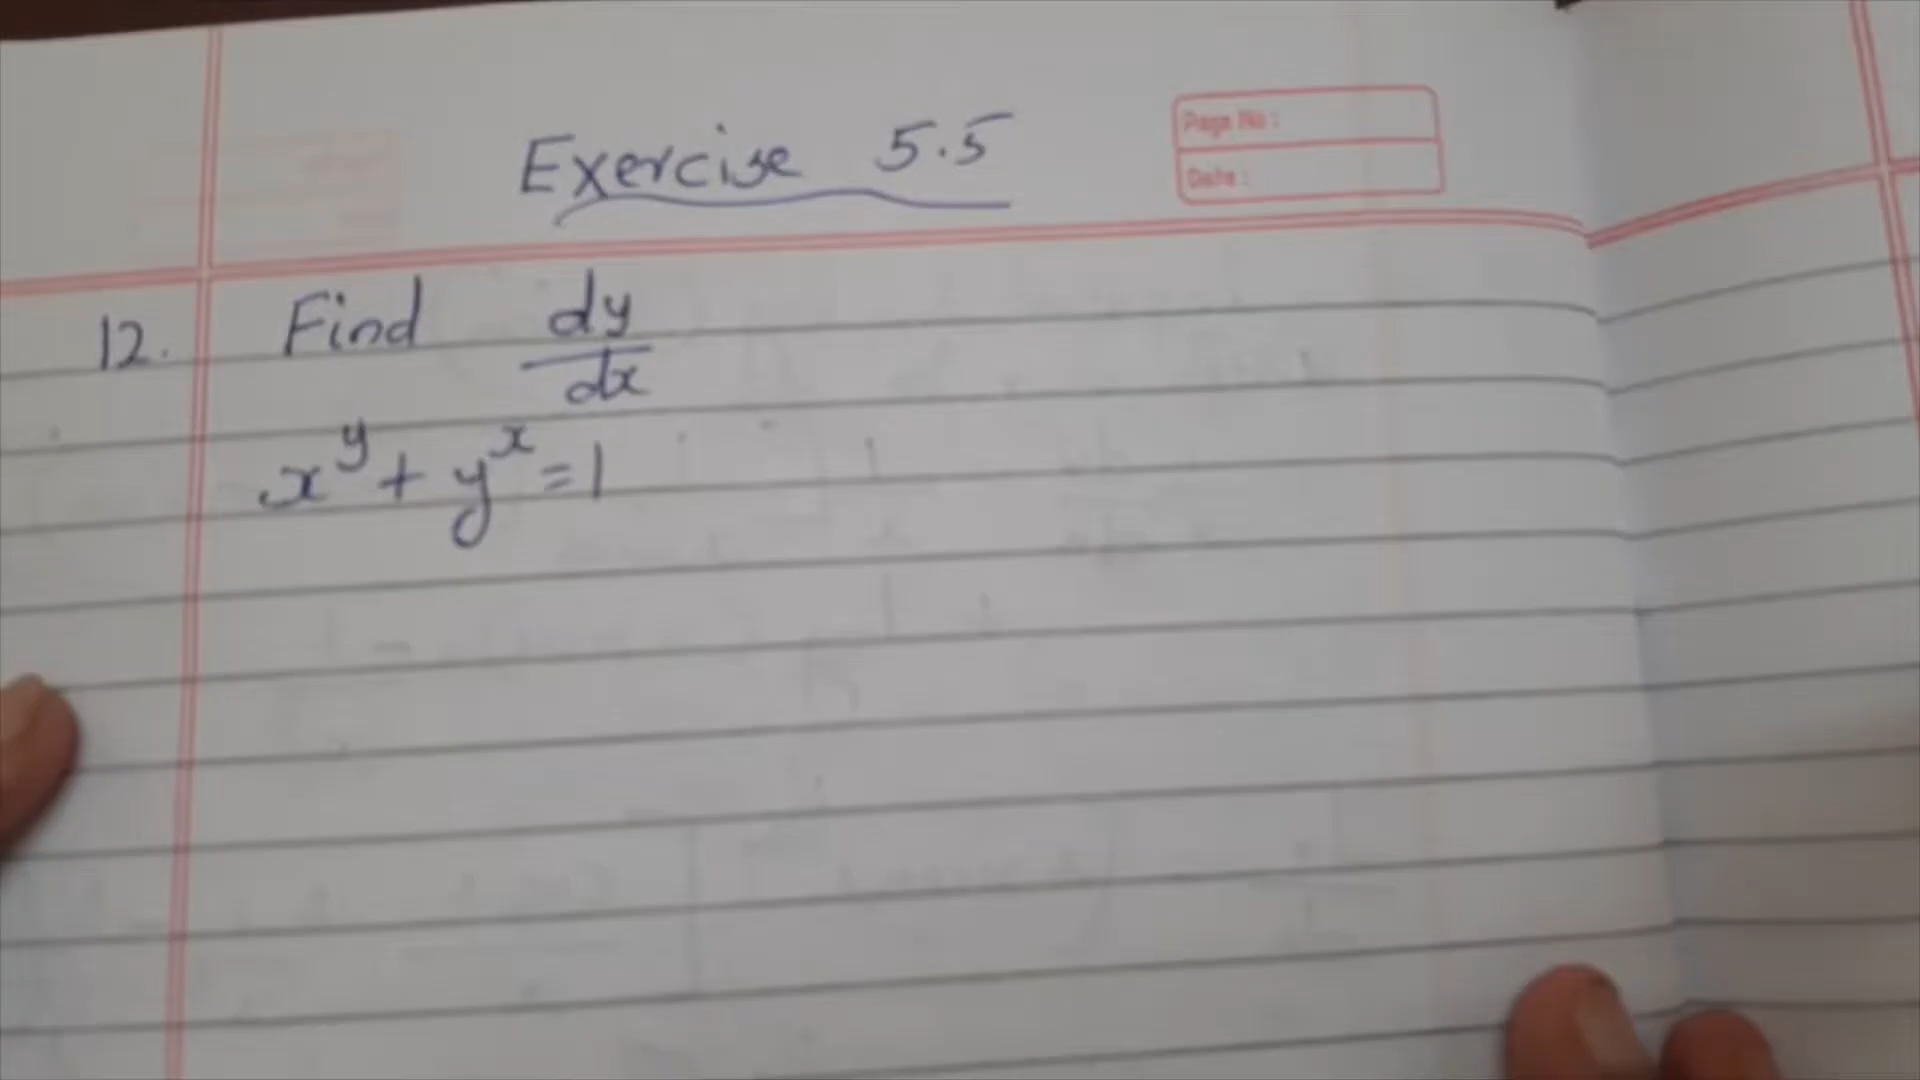 Exercise 5.5
Page No :
Date :
12. Find dy/dx
x^y + y^x = 1